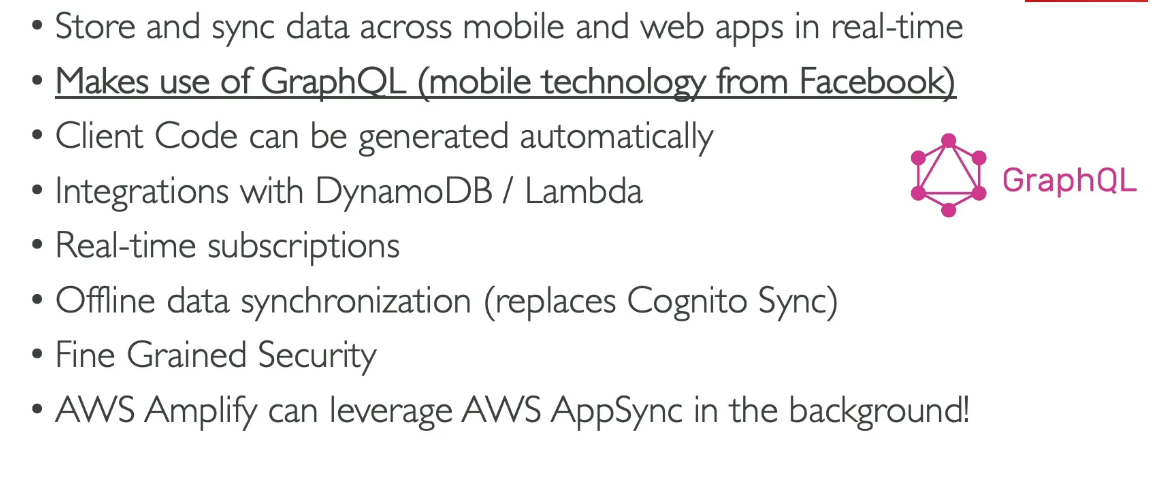 • Store and sync data across mobile and web apps in real-time
• Makes use of GraphQL (mobile technology from Facebook)
• Client Code can be generated automatically
• Integrations with DynamoDB / Lambda
GraphQL
• Real-time subscriptions
• Offline data synchronization (replaces Cognito Sync)
• Fine Grained Security
• AWS Amplify can leverage AWS AppSync in the background!